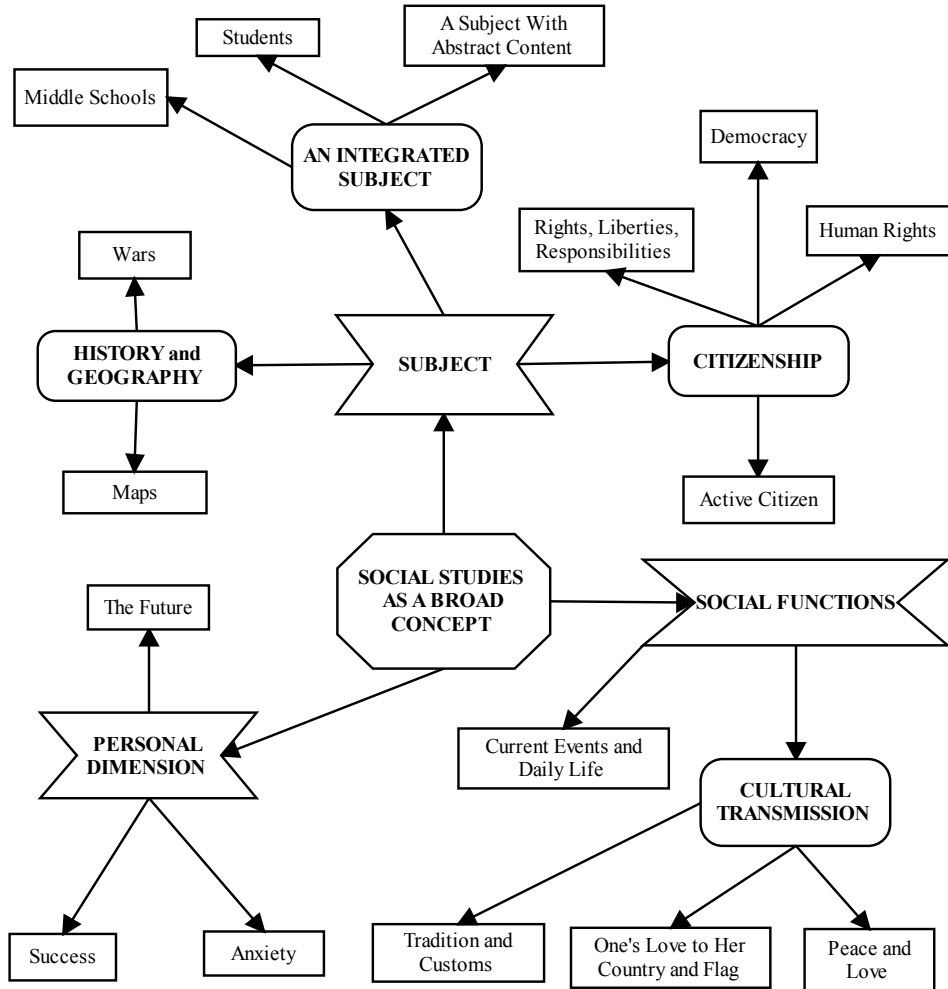 Students
A Subject With
Abstract Content
Middle Schools
AN INTEGRATED
SUBJECT
Democracy
Rights, Liberties,
Responsibilities
Human Rights
Wars
HISTORY and
GEOGRAPHY
SUBJECT
CITIZENSHIP
Maps
Active Citizen
SOCIAL STUDIES
AS A BROAD
CONCEPT
SOCIAL FUNCTIONS
The Future
PERSONAL
DIMENSION
Current Events and
Daily Life
CULTURAL
TRANSMISSION
Success
Anxiety
Tradition and
Customs
One's Love to Her
Country and Flag
Peace and
Love